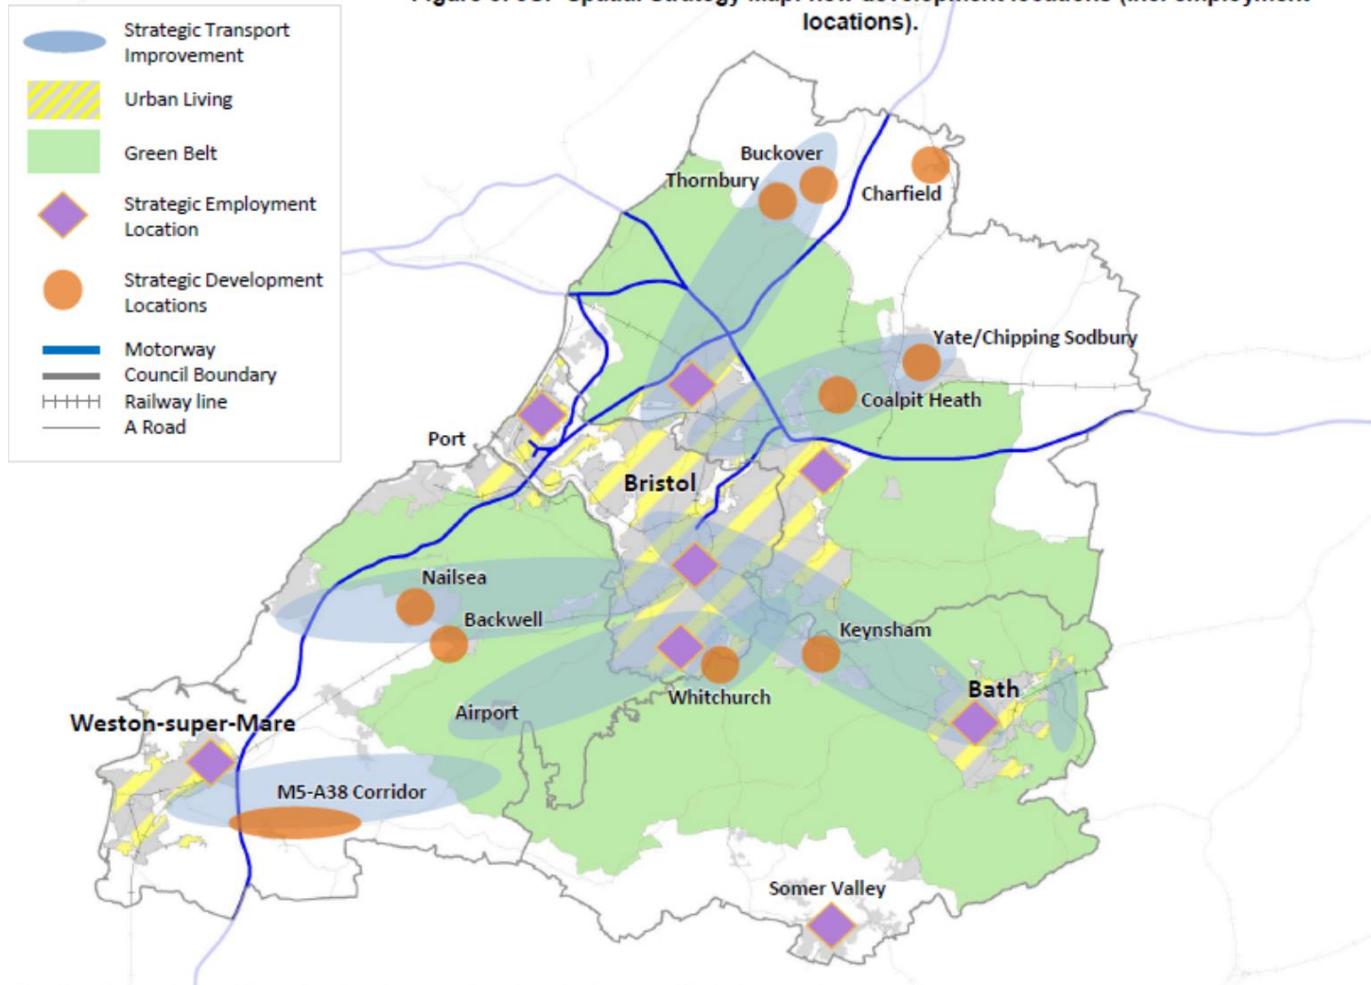 locations).
Strategic Transport
Improvement
Urban Living
Green Belt
Strategic Employment
Location
Strategic Development
Locations
Motorway
Council Boundary
Railway line
A Road
Buckover
Thornbury
Charfield
Yate/Chipping Sodbury
Coalpit Heath
Port
Bristol
Nailsea
Backwell
Keynsham
Whitchurch
Bath
Airport
Weston-super-Mare
M5-A38 Corridor
Somer Valley